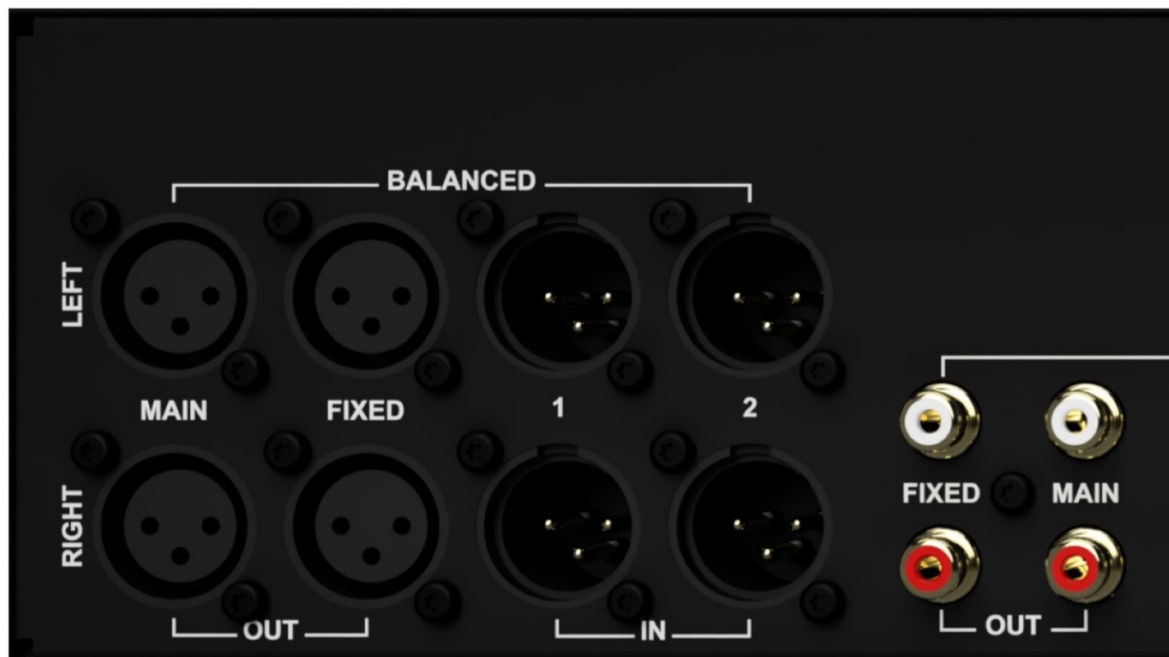 BALANCED
LEFT
MAIN FIXED 1 2
FIXED MAIN
RIGHT
OUT IN OUT